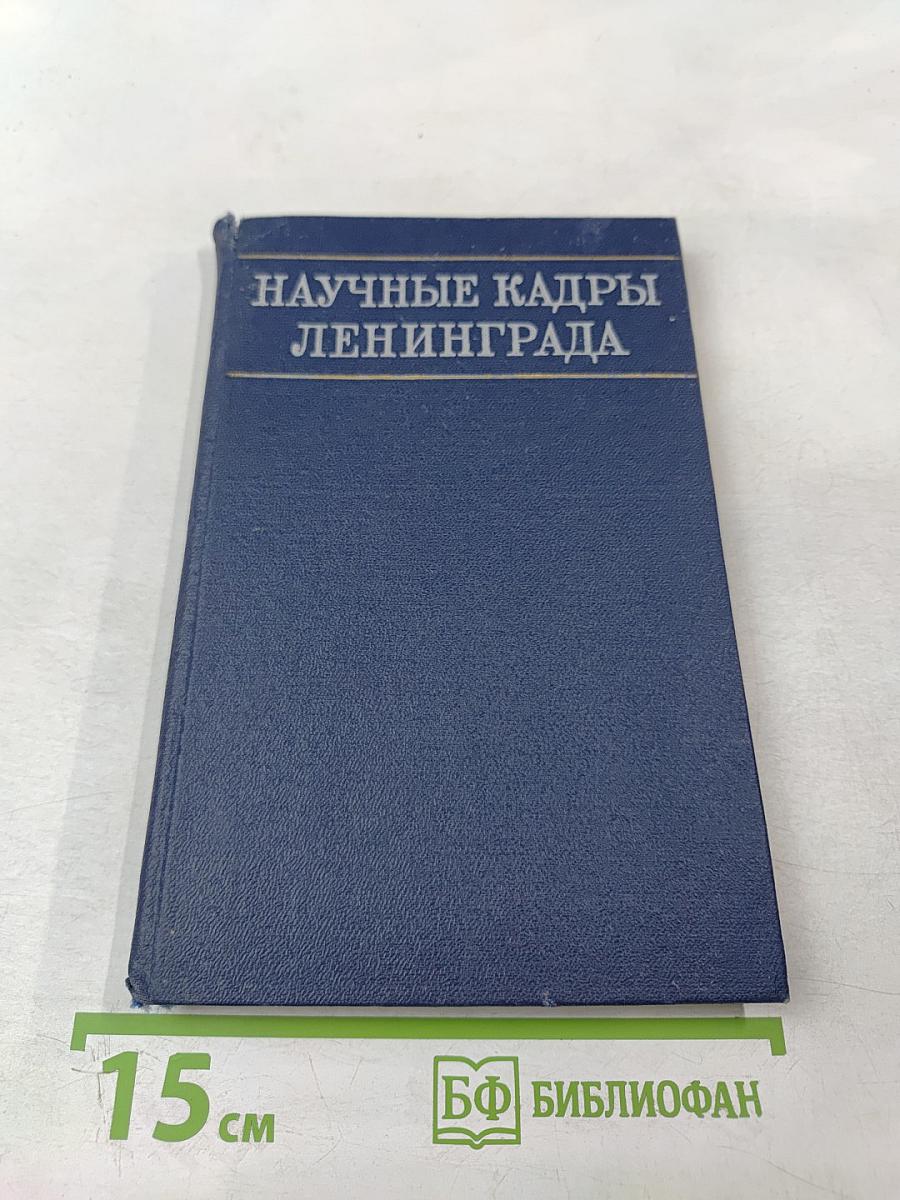 НАУЧНЫЕ КАДРЫ
ЛЕНИНГРАДА
15 см
БФ БИБЛИОФАН